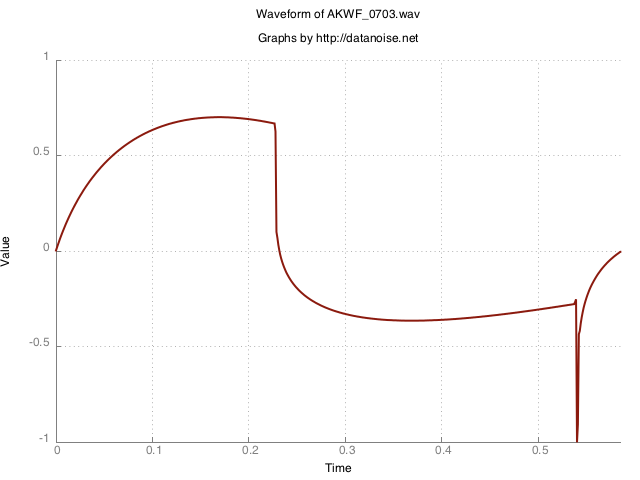 Waveform of AKWF_0703.wav
Graphs by http://datanoise.net
1
0.5
0
-0.5
-1
Value
0 0.1 0.2 0.3 0.4 0.5
Time